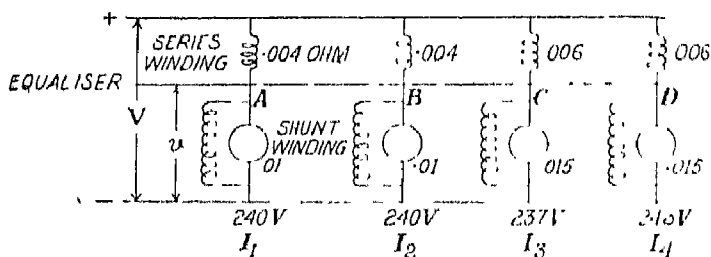 +
SERIES WINDING
.004 OHM
.004
006
006
EQUALISER
V
u
A
B
C
D
SHUNT WINDING
.01
.01
015
.015
240V
240V
237V
I1
I2
I3
I4